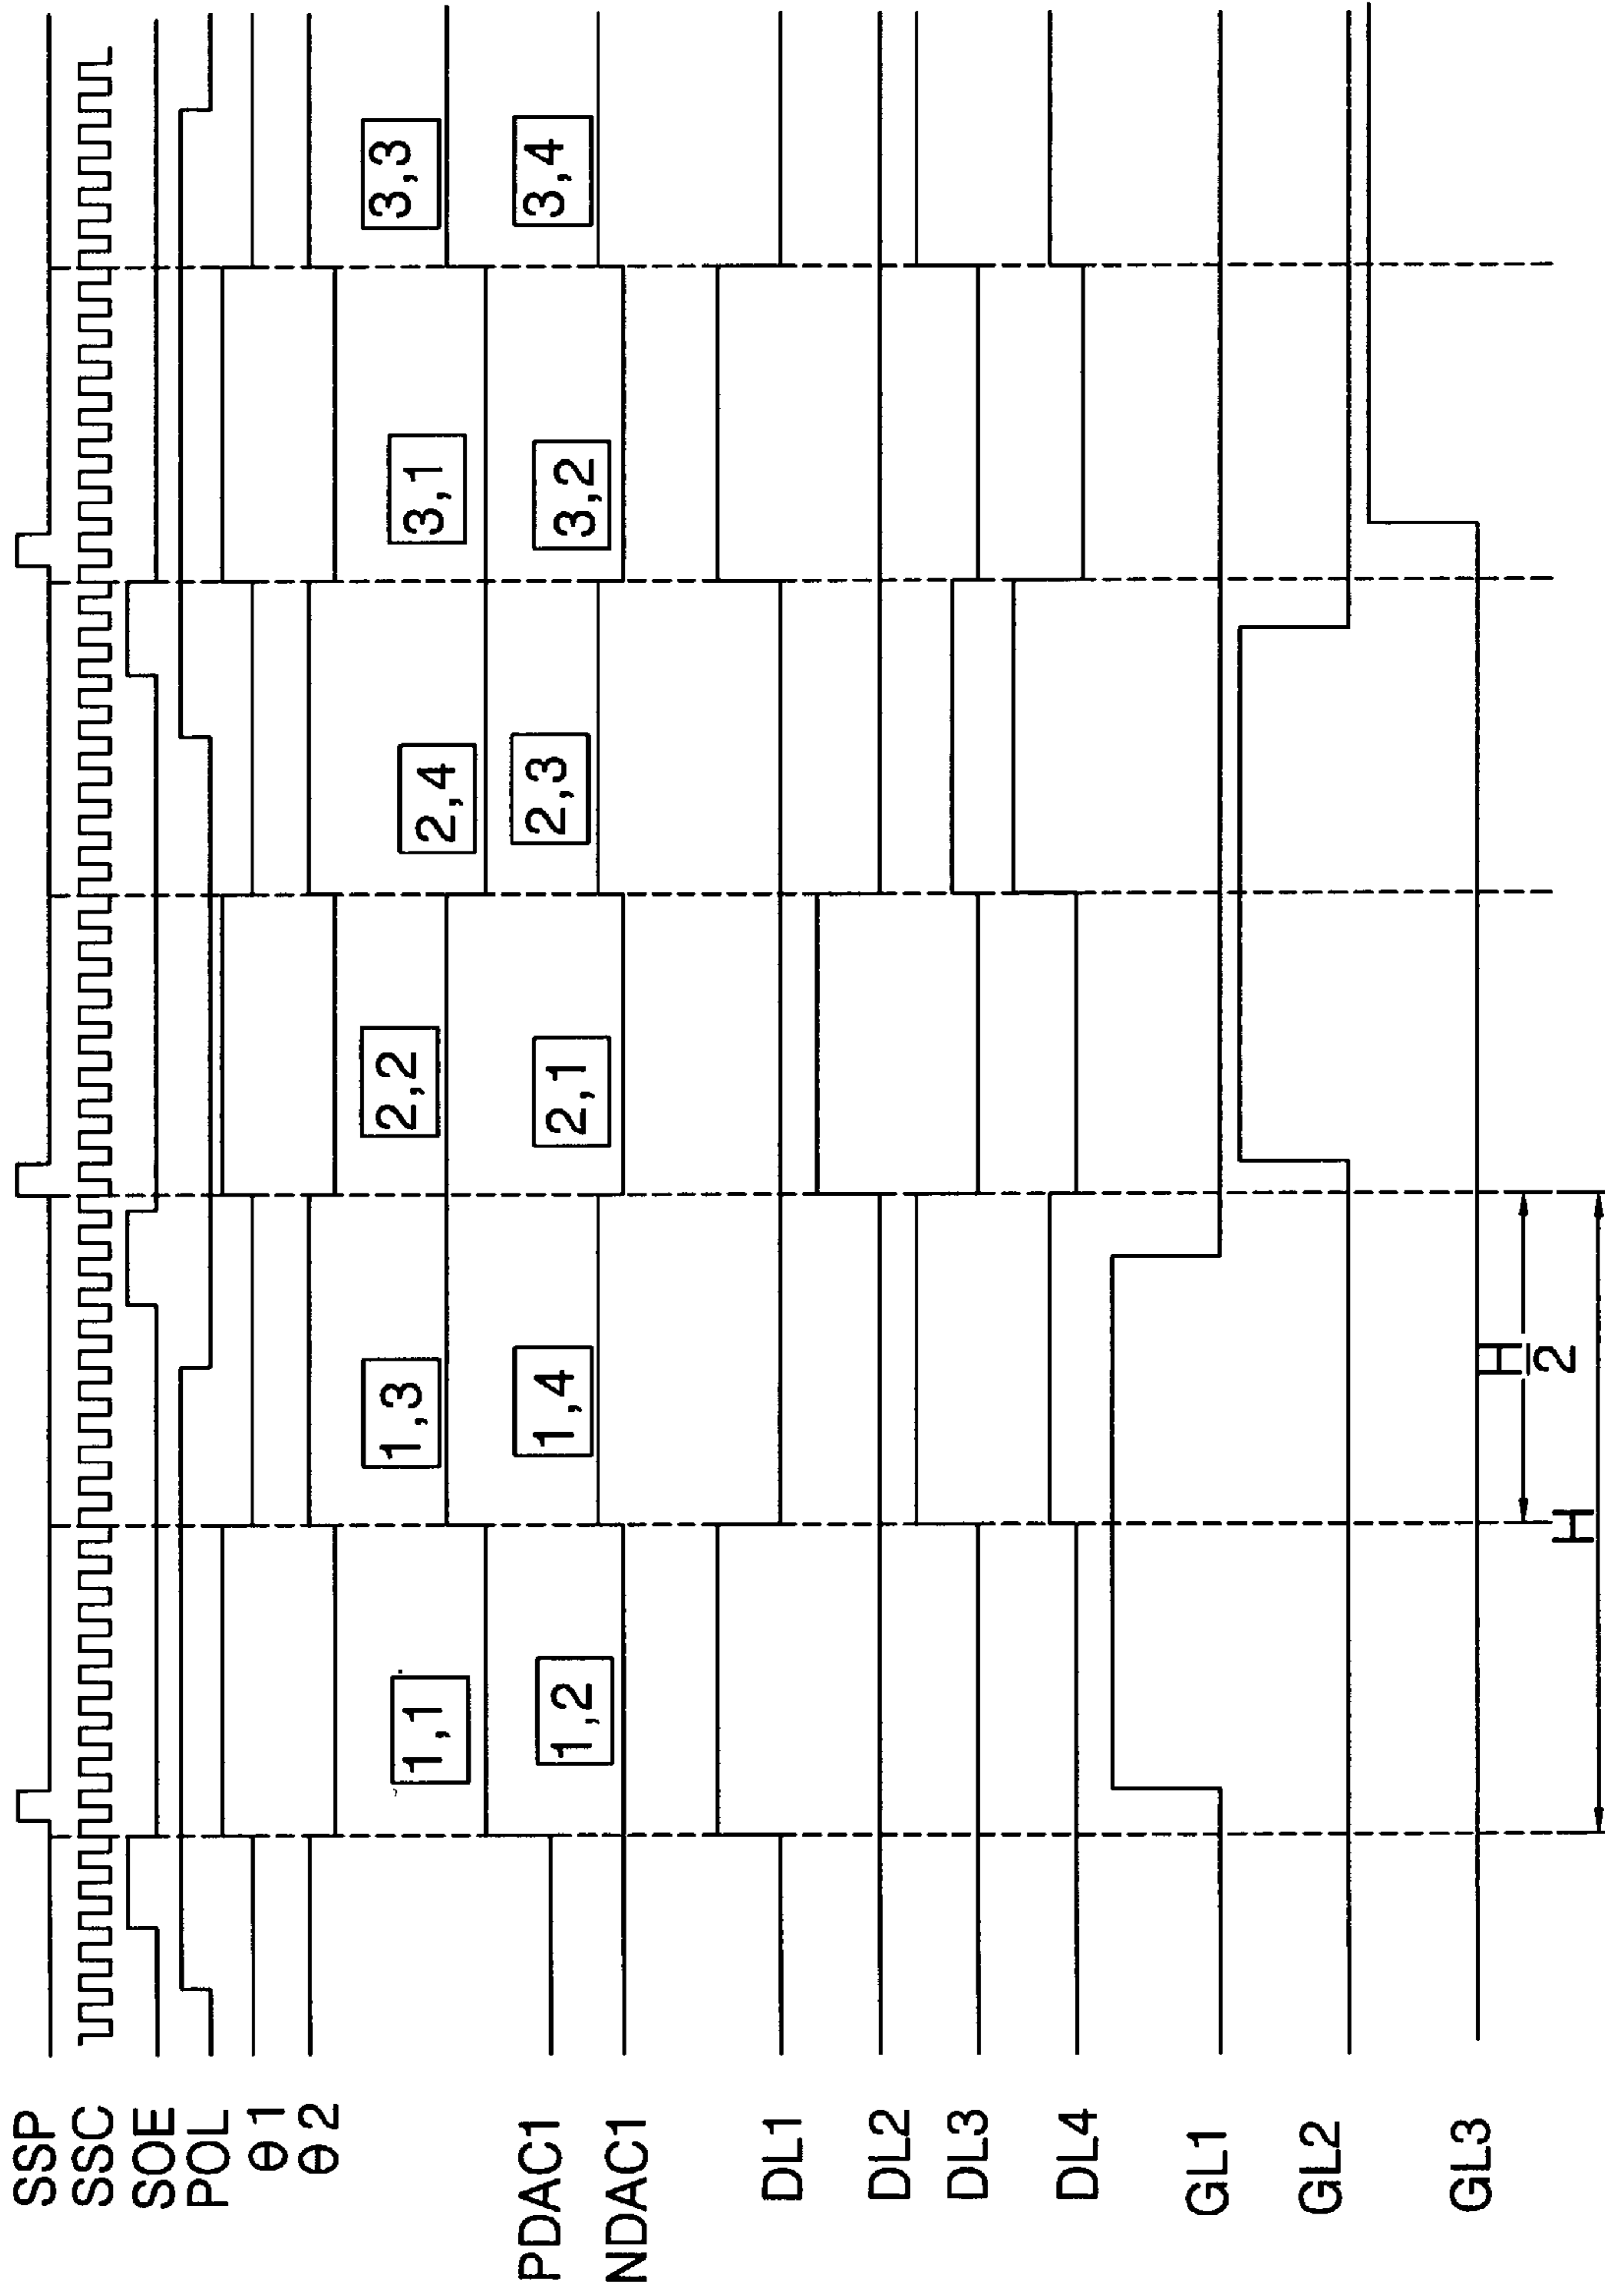 SSP
SSC
SOE
POL
θ1
θ2
1,1 1,3 2,2 2,4 3,1 3,3
PDAC1
1,2 1,4 2,1 2,3 3,2 3,4
NDAC1
DL1
DL2
DL3
DL4
GL1
GL2
GL3
H
2
H